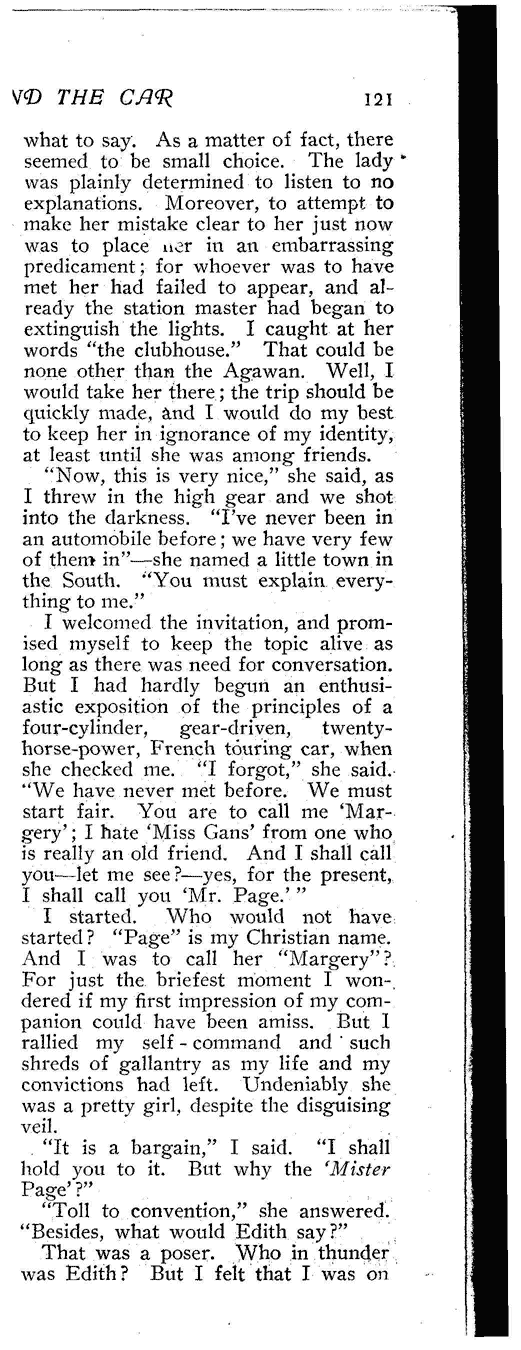 ND THE CAR 121
what to say. As a matter of fact, there
seemed to be small choice. The lady
was plainly determined to listen to no
explanations. Moreover, to attempt to
make her mistake clear to her just now
was to place her in an embarrassing
predicament; for whoever was to have
met her had failed to appear, and al-
ready the station master had began to
extinguish the lights. I caught at her
words “the clubhouse.” That could be
none other than the Agawan. Well, I
would take her there; the trip should be
quickly made, and I would do my best
to keep her in ignorance of my identity,
at least until she was among friends.
“Now, this is very nice,” she said, as
I threw in the high gear and we shot
into the darkness. “I’ve never been in
an automobile before; we have very few
of them in”—she named a little town in
the South. “You must explain every-
thing to me.”
I welcomed the invitation, and prom-
ised myself to keep the topic alive as
long as there was need for conversation.
But I had hardly begun an enthusi-
astic exposition of the principles of a
four-cylinder, gear-driven, twenty-
horse-power, French touring car, when
she checked me. “I forgot,” she said.
“We have never met before. We must
start fair. You are to call me ‘Mar-
gery’; I hate ‘Miss Gans’ from one who
is really an old friend. And I shall call
you—let me see?—yes, for the present,
I shall call you ‘Mr. Page.’ ”
I started. Who would not have
started? “Page” is my Christian name.
And I was to call her “Margery”?
For just the briefest moment I won-
dered if my first impression of my com-
panion could have been amiss. But I
rallied my self-command and such
shreds of gallantry as my life and my
convictions had left. Undeniably she
was a pretty girl, despite the disguising
veil.
“It is a bargain,” I said. “I shall
hold you to it. But why the ‘Mister
Page’?”
“Toll to convention,” she answered.
“Besides, what would Edith say?”
That was a poser. Who in thunder
was Edith? But I felt that I was on